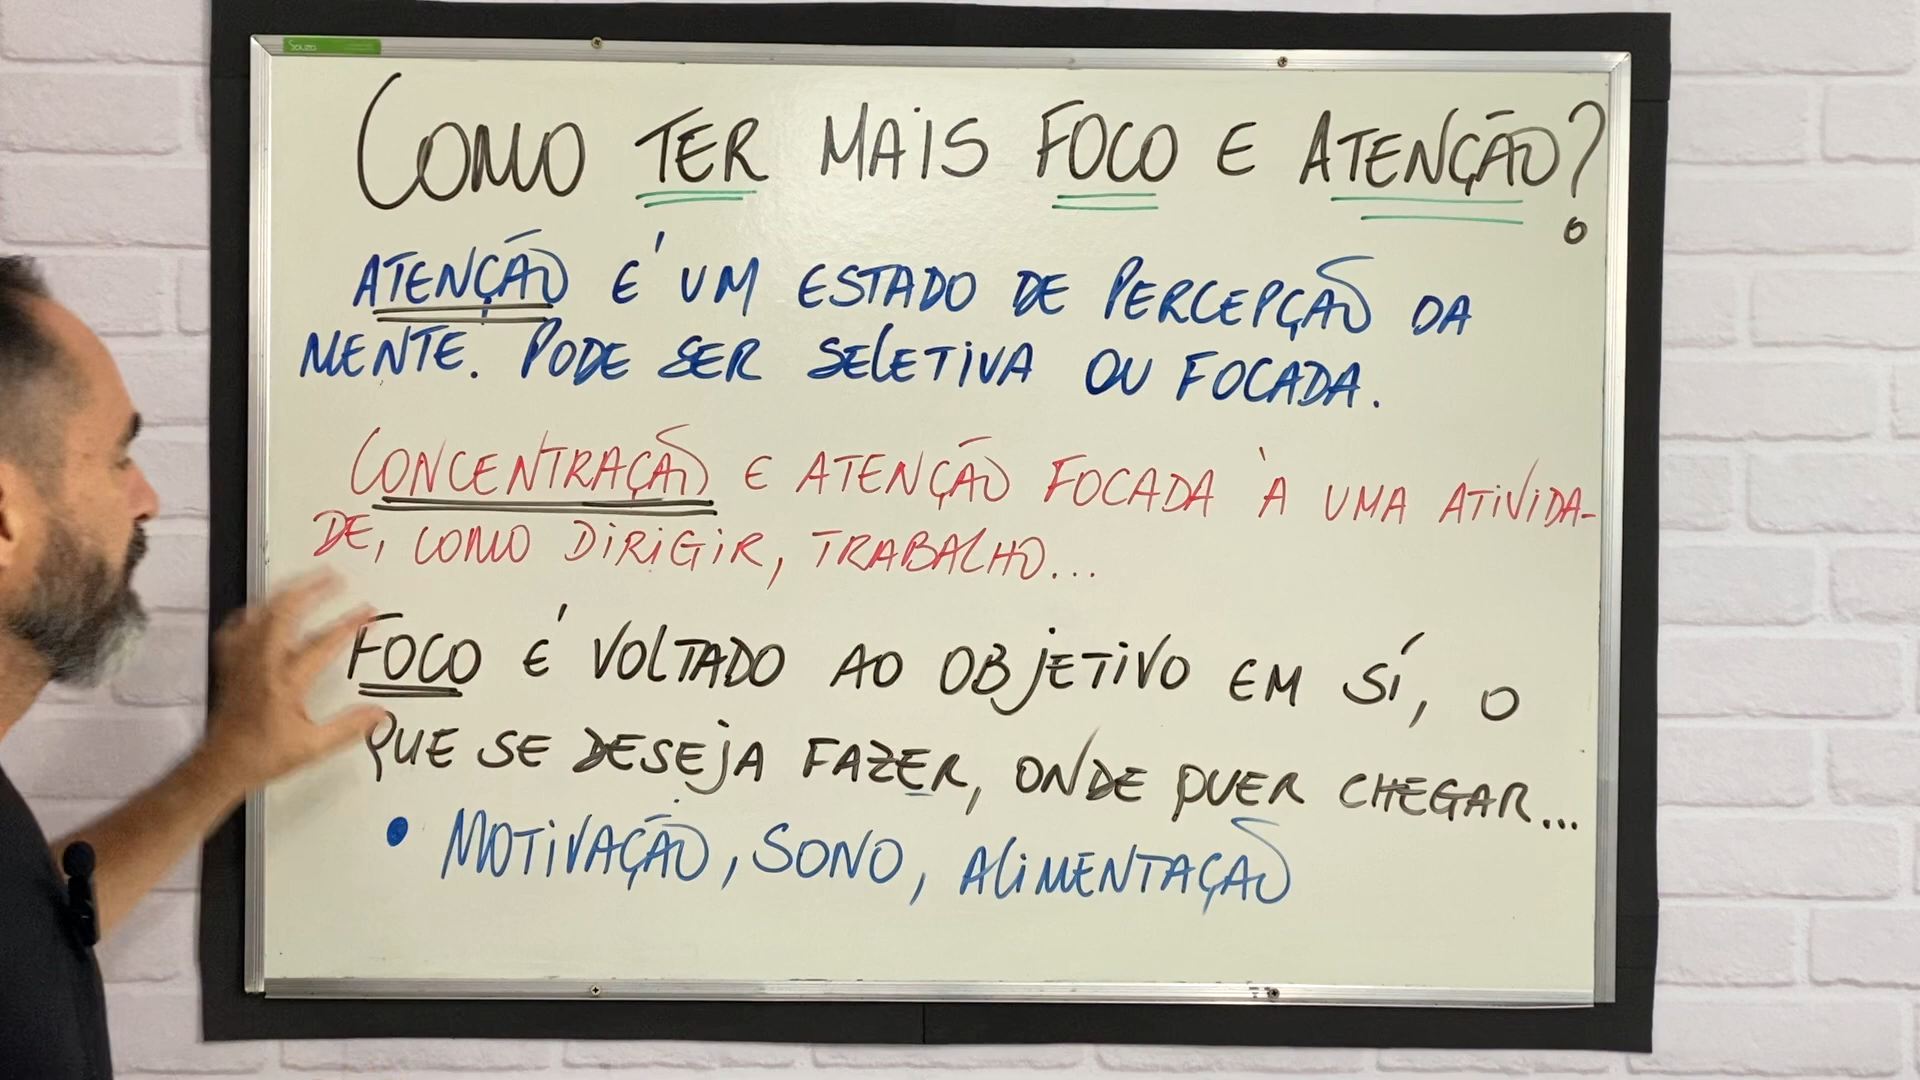 Souza
COMO TER MAIS FOCO E ATENÇÃO?
ATENÇÃO É UM ESTADO DE PERCEPÇÃO DA
MENTE. PODE SER SELETIVA OU FOCADA.
CONCENTRAÇÃO E ATENÇÃO FOCADA À UMA ATIVIDA-
DE, COMO DIRIGIR, TRABALHO...
FOCO É VOLTADO AO OBJETIVO EM SÍ, O
QUE SE DESEJA FAZER, ONDE QUER CHEGAR...
• MOTIVAÇÃO, SONO, ALIMENTAÇÃO